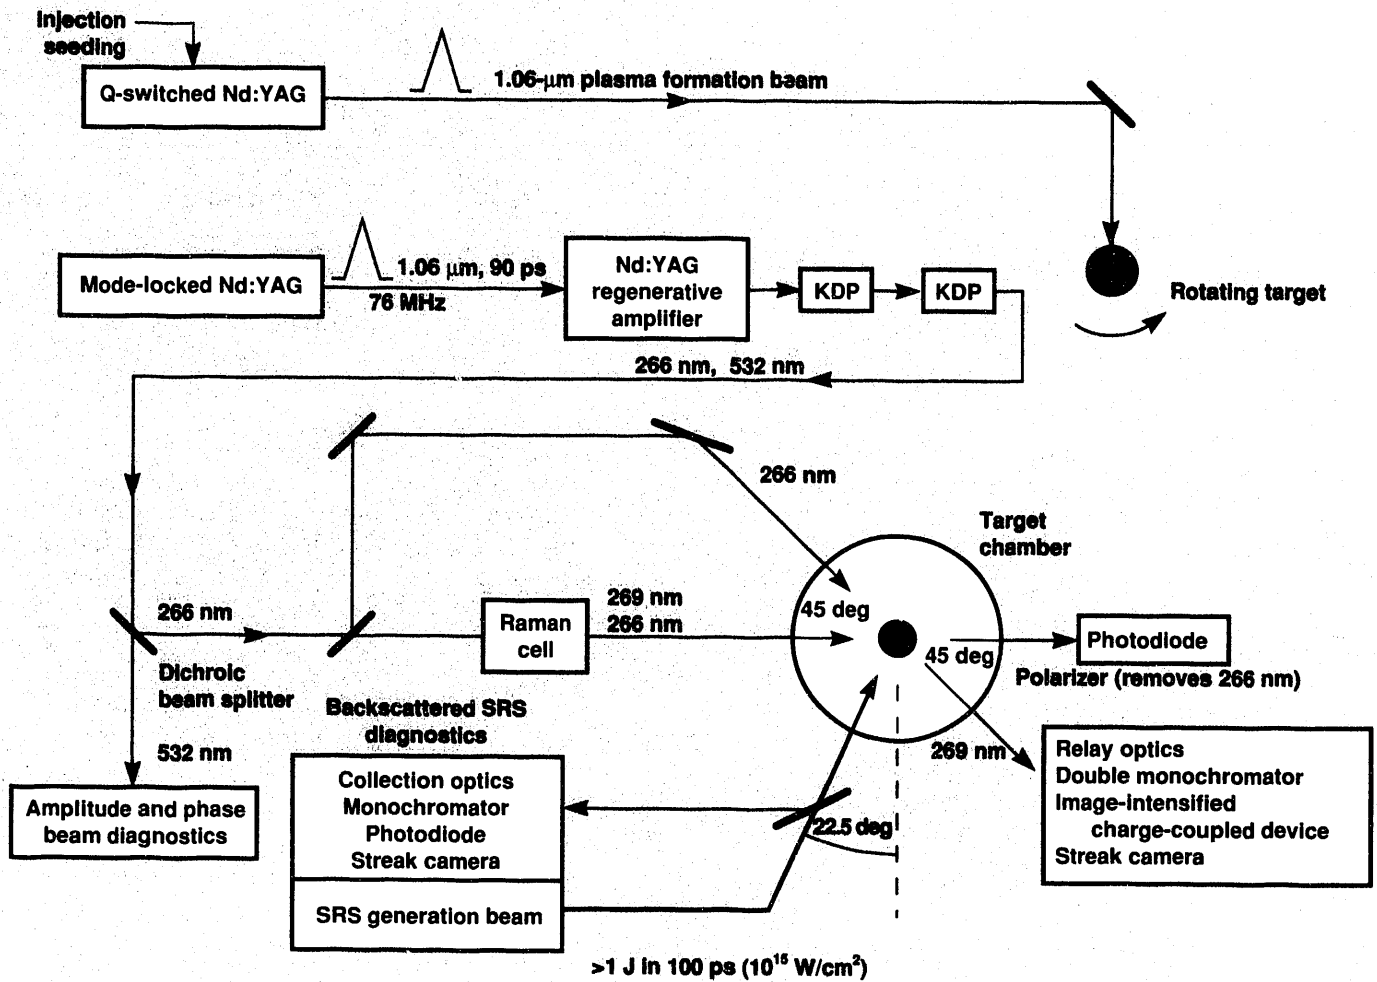 Injection
seeding
Q-switched Nd:YAG
1.06-μm plasma formation beam
Mode-locked Nd:YAG
1.06 μm, 90 ps
76 MHz
Nd:YAG
regenerative
amplifier
KDP
KDP
Rotating target
266 nm, 532 nm
266 nm
Target
chamber
266 nm
Dichroic
beam splitter
532 nm
Amplitude and phase
beam diagnostics
Raman
cell
269 nm
266 nm
45 deg
45 deg
Photodiode
Polarizer (removes 266 nm)
269 nm
Relay optics
Double monochromator
Image-intensified
charge-coupled device
Streak camera
Backscattered SRS
diagnostics
Collection optics
Monochromator
Photodiode
Streak camera
SRS generation beam
22.5 deg
>1 J in 100 ps (10¹⁵ W/cm²)